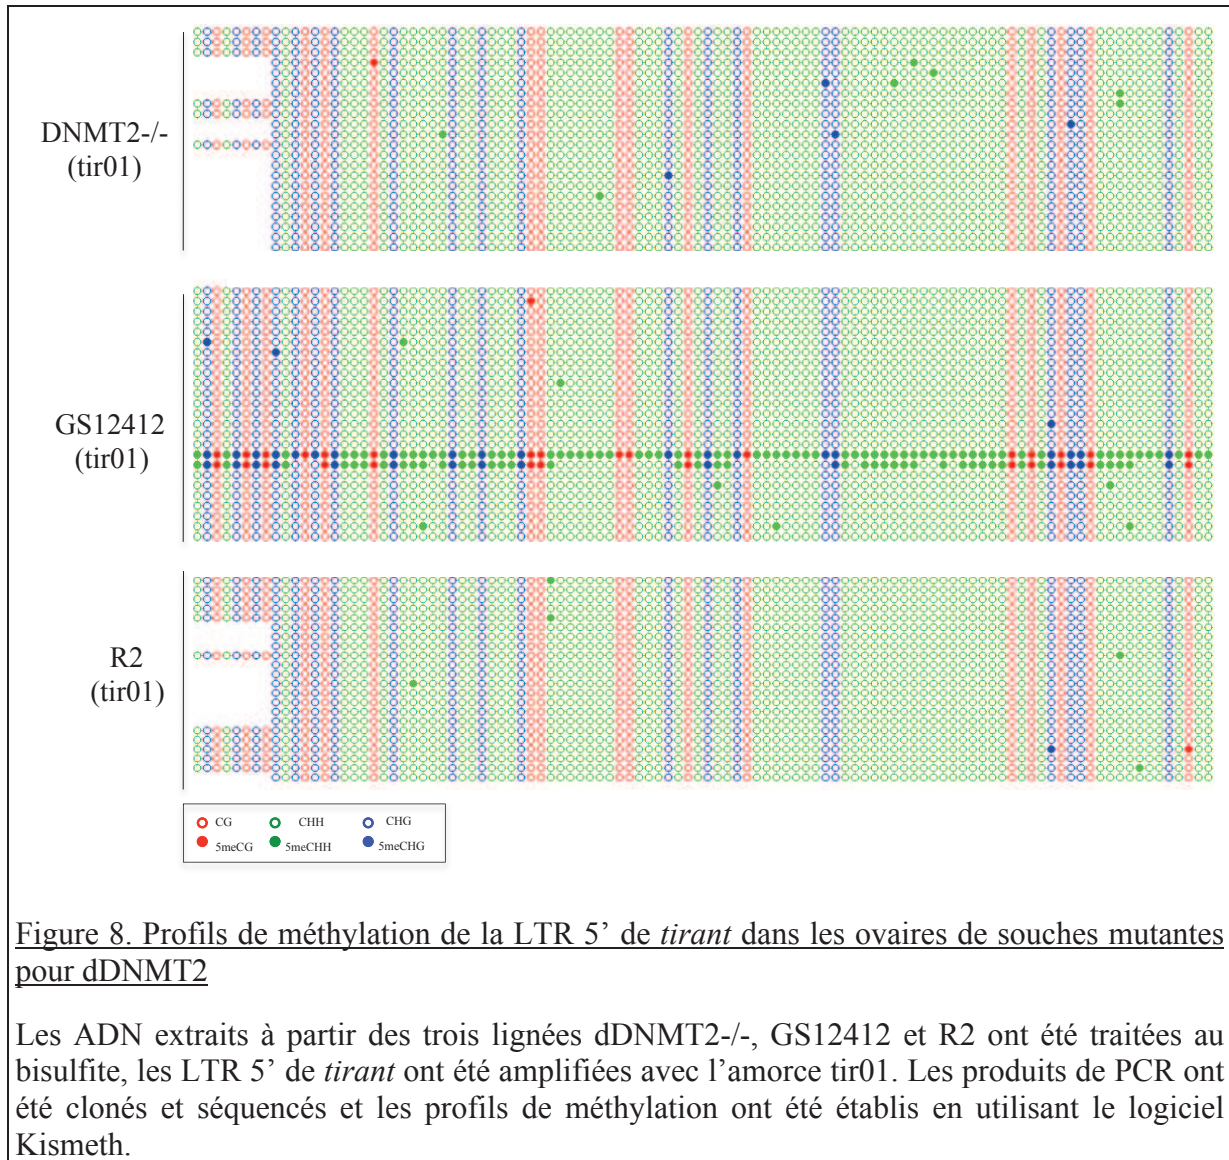 DNMT2-/-
(tir01)
GS12412
(tir01)
R2
(tir01)
CG CHH CHG
5meCG 5meCHH 5meCHG
Figure 8. Profils de méthylation de la LTR 5’ de tirant dans les ovaires de souches mutantes
pour dDNMT2
Les ADN extraits à partir des trois lignées dDNMT2-/-, GS12412 et R2 ont été traitées au
bisulfite, les LTR 5’ de tirant ont été amplifiées avec l’amorce tir01. Les produits de PCR ont
été clonés et séquencés et les profils de méthylation ont été établis en utilisant le logiciel
Kismeth.